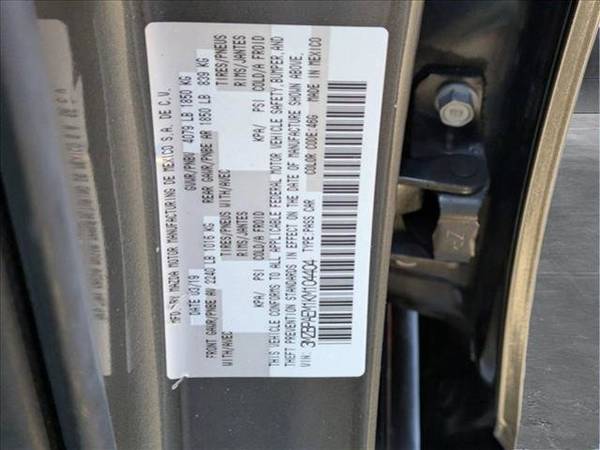 MFD. BY MAZDA MOTOR MANUFACTURING DE MEXICO S.A. DE C.V.
DATE 03/19 GVWR/PNBV 4079 LB 1850 KG
FRONT GAWR/PNBE AV 2240 LB 1016 KG REAR GAWR/PNBE AR 1850 LB 839 KG
WITH/AVEC TIRES/PNEUS WITH/AVEC TIRES/PNEUS
RIMS/JANTES RIMS/JANTES
KPA/ PSI COLD/A FROID KPA/ PSI COLD/A FROID
THIS VEHICLE CONFORMS TO ALL APPLICABLE FEDERAL MOTOR VEHICLE SAFETY, BUMPER, AND
THEFT PREVENTION STANDARDS IN EFFECT ON THE DATE OF MANUFACTURE SHOWN ABOVE.
VIN: 3MZBPAEM1KM104404 TYPE: PASS CAR COLOR CODE: 46G MADE IN MEXICO